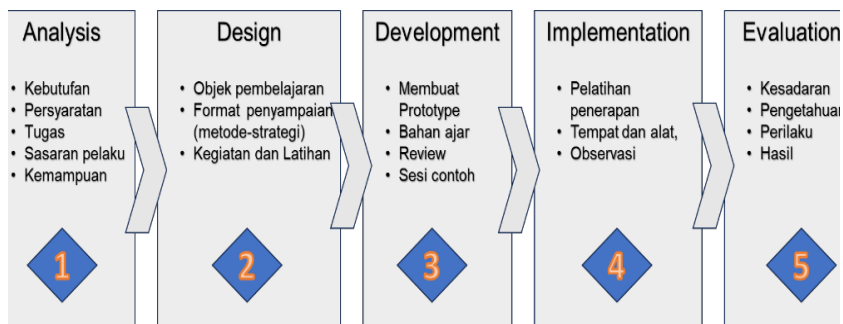 Analysis
• Kebutufan
• Persyaratan
• Tugas
• Sasaran pelaku
• Kemampuan
1
Design
• Objek pembelajaran
• Format penyampaian
(metode-strategi)
• Kegiatan dan Latihan
2
Development
• Membuat
Prototype
• Bahan ajar
• Review
• Sesi contoh
3
Implementation
• Pelatihan
penerapan
• Tempat dan alat,
• Observasi
4
Evaluation
• Kesadaran
• Pengetahuan
• Perilaku
• Hasil
5